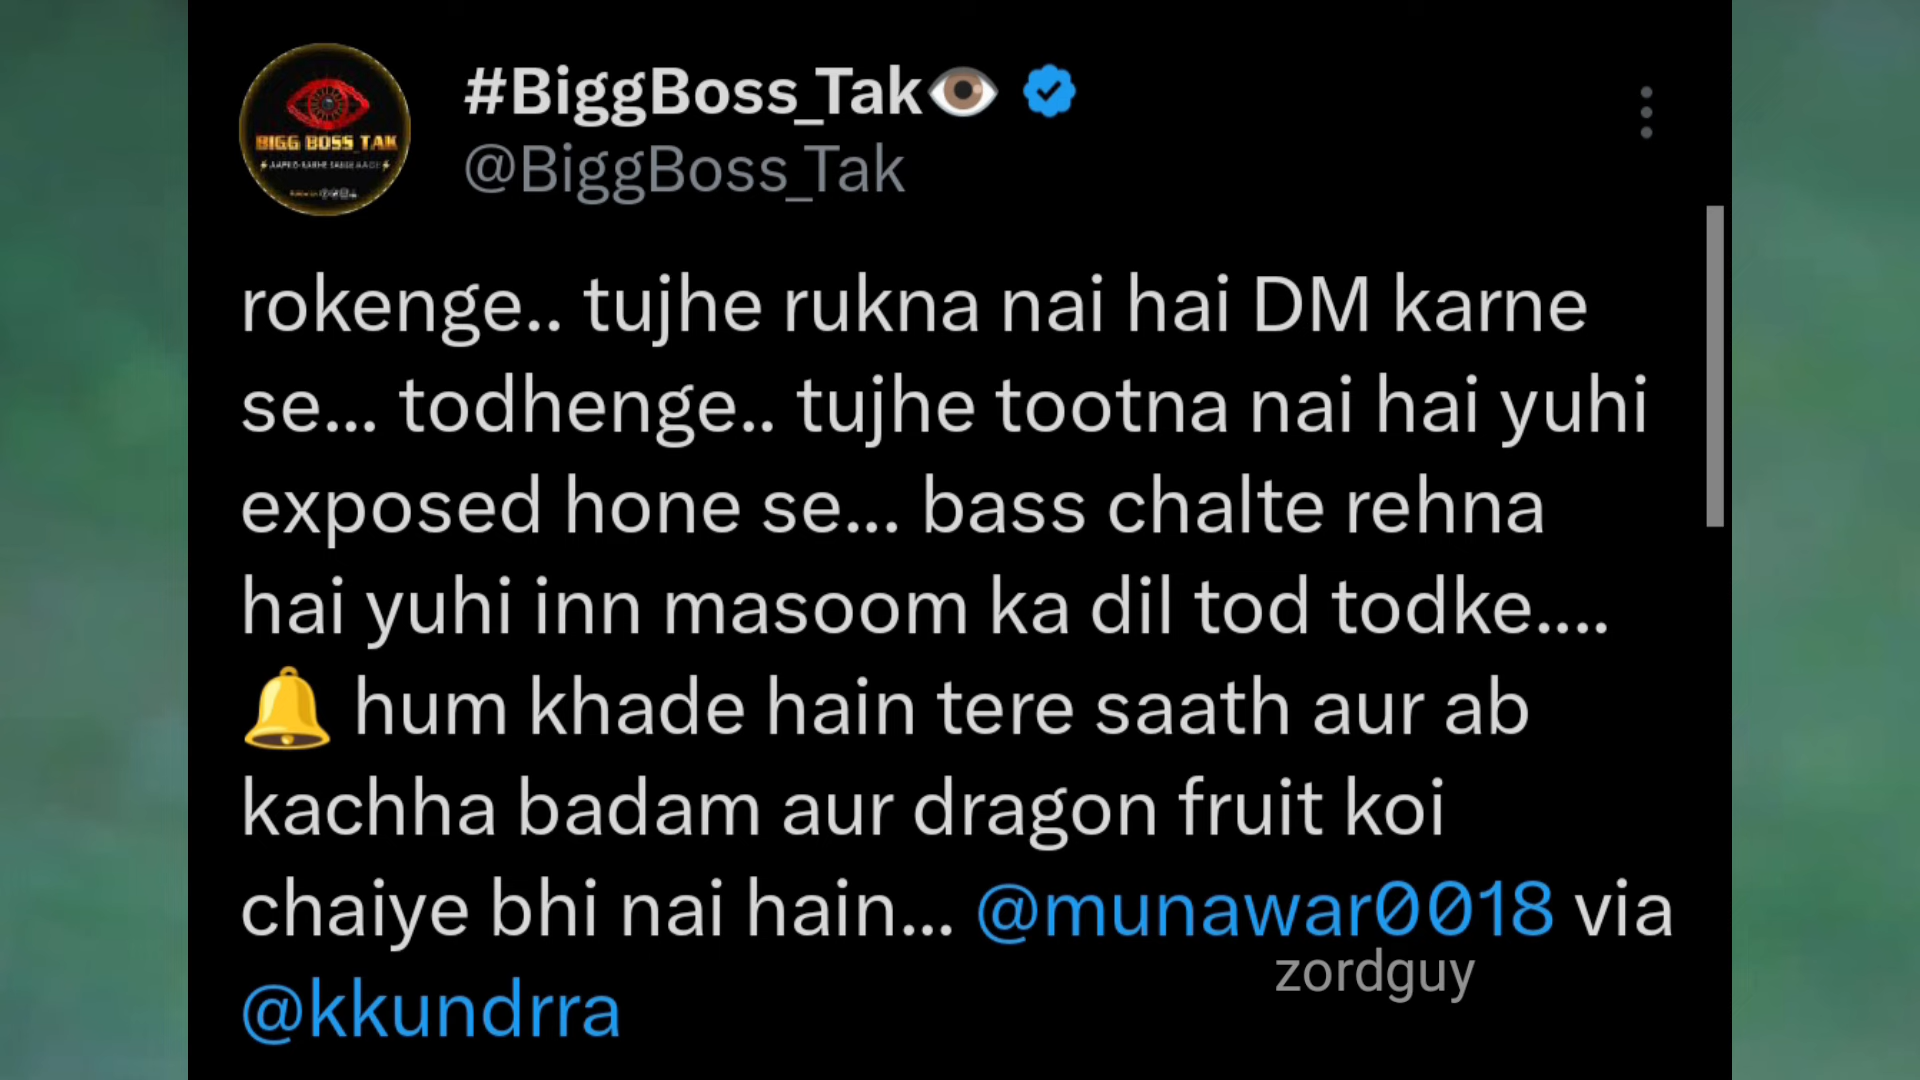 BIGG BOSS TAK
#BiggBoss_Tak👁️
@BiggBoss_Tak
rokenge.. tujhe rukna nai hai DM karne
se... todhenge.. tujhe tootna nai hai yuhi
exposed hone se... bass chalte rehna
hai yuhi inn masoom ka dil tod todke....
🔔 hum khade hain tere saath aur ab
kachha badam aur dragon fruit koi
chaiye bhi nai hain... @munawar0018 via
zordguy
@kkundrra